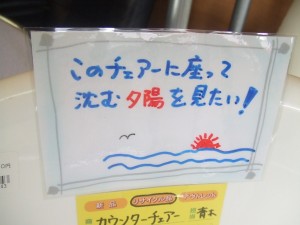 このチェアーに座って
沈む夕陽を見たい!
カウンターチェアー
青木